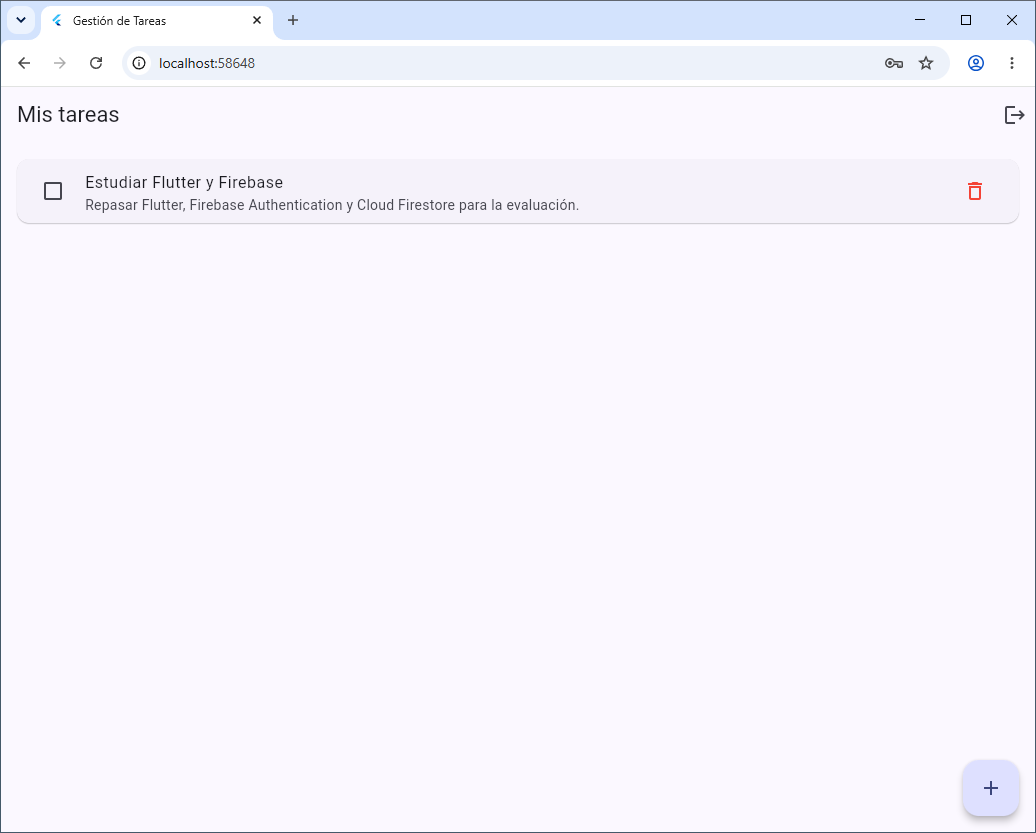 Gestión de Tareas
localhost:58648
Mis tareas
Estudiar Flutter y Firebase
Repasar Flutter, Firebase Authentication y Cloud Firestore para la evaluación.